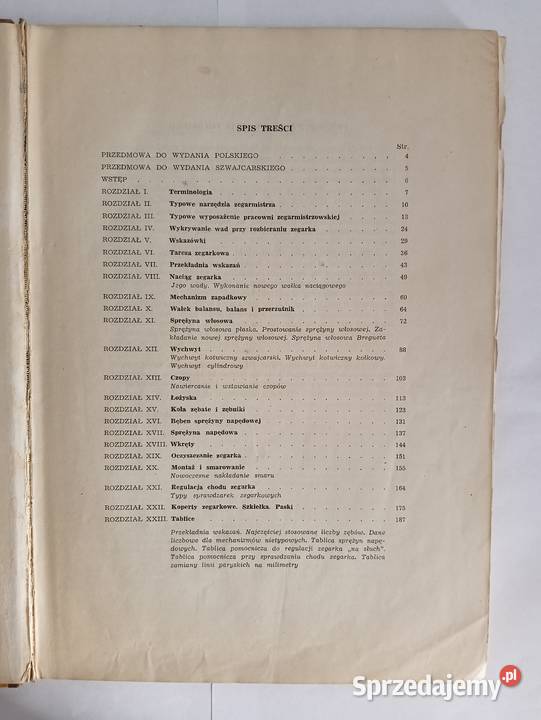 SPIS TREŚCI
Str.
PRZEDMOWA DO WYDANIA POLSKIEGO . . . . . . . . . . 4
PRZEDMOWA DO WYDANIA SZWAJCARSKIEGO . . . . . . . . 5
WSTĘP . . . . . . . . . . 6
ROZDZIAŁ I. Terminologia . . . . . . . . . . 7
ROZDZIAŁ II. Typowe narzędzia zegarmistrza . . . . . . . . 10
ROZDZIAŁ III. Typowe wyposażenie pracowni zegarmistrzowskiej . . . . 13
ROZDZIAŁ IV. Wykrywanie wad przy rozbieraniu zegarka . . . . . 24
ROZDZIAŁ V. Wskazówki . . . . . . . . . . 29
ROZDZIAŁ VI. Tarcza zegarkowa . . . . . . . . . . 36
ROZDZIAŁ VII. Przekładnia wskazań . . . . . . . . . . 43
ROZDZIAŁ VIII. Naciąg zegarka . . . . . . . . . . 49
Jego wady. Wykonanie nowego wałka naciągowego
ROZDZIAŁ IX. Mechanizm zapadkowy . . . . . . . . . . 60
ROZDZIAŁ X. Wałek balansu, balans i przerzutnik . . . . . . . 64
ROZDZIAŁ XI. Sprężyna włosowa . . . . . . . . . . 72
Sprężyna włosowa płaska. Prostowanie sprężyny włosowej. Za-
kładanie nowej sprężyny włosowej. Sprężyna włosowa Bregueta
ROZDZIAŁ XII. Wychwyt . . . . . . . . . . 88
Wychwyt kotwiczny szwajcarski. Wychwyt kotwiczny kołkowy.
Wychwyt cylindrowy
ROZDZIAŁ XIII. Czopy . . . . . . . . . . 103
Nawiercanie i wstawianie czopów
ROZDZIAŁ XIV. Łożyska . . . . . . . . . . 113
ROZDZIAŁ XV. Koła zębate i zębniki . . . . . . . . . . 123
ROZDZIAŁ XVI. Bęben sprężyny napędowej . . . . . . . . . 131
ROZDZIAŁ XVII. Sprężyna napędowa . . . . . . . . . . 137
ROZDZIAŁ XVIII. Wkręty . . . . . . . . . . 144
ROZDZIAŁ XIX. Oczyszczanie zegarka . . . . . . . . . . 151
ROZDZIAŁ XX. Montaż i smarowanie . . . . . . . . . . 155
Nowoczesne nakładanie smaru
ROZDZIAŁ XXI. Regulacja chodu zegarka . . . . . . . . . . 164
Typy sprawdzarek zegarkowych
ROZDZIAŁ XXII. Koperty zegarkowe. Szkiełka. Paski . . . . . . . 175
ROZDZIAŁ XXIII. Tablice . . . . . . . . . . 187
Przekładnia wskazań. Najczęściej stosowane liczby zębów. Dane
liczbowe dla mechanizmów nietypowych. Tablica sprężyn napę-
dowych. Tablica pomocnicza do regulacji zegarka „na słuch".
Tablica pomocnicza przy sprawdzaniu chodu zegarka. Tablica
zamiany linii paryskich na milimetry
Sprzedajemy.pl